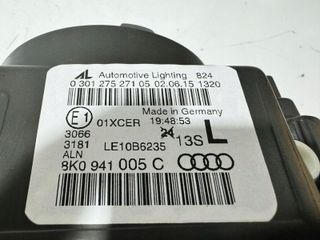 AL Automotive Lighting 824
0 301 275 271 05 02.06.15 1320
Made in Germany
E1 01XCER 19:48:53
3066 24 13S L
3181 LE10B6235
ALN
8K0 941 005 C